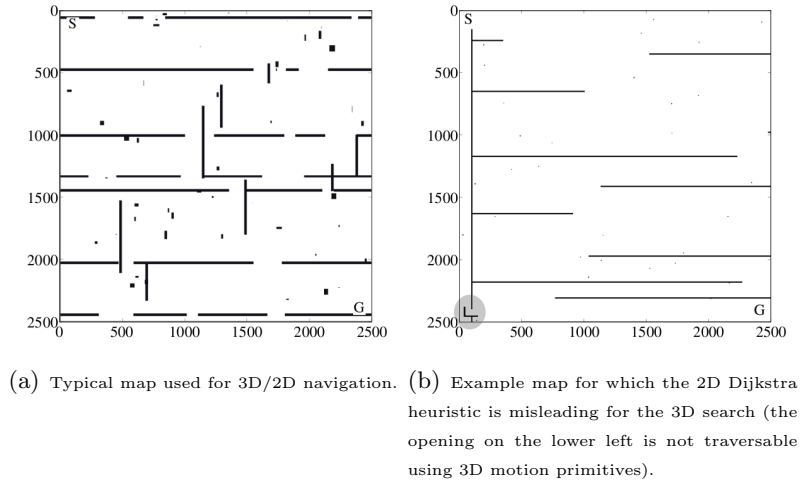 0
S
500
1000
1500
2000
G
2500
0 500 1000 1500 2000 2500
0
S
500
1000
1500
2000
G
2500
0 500 1000 1500 2000 2500
(a) Typical map used for 3D/2D navigation.
(b) Example map for which the 2D Dijkstra
heuristic is misleading for the 3D search (the
opening on the lower left is not traversable
using 3D motion primitives).